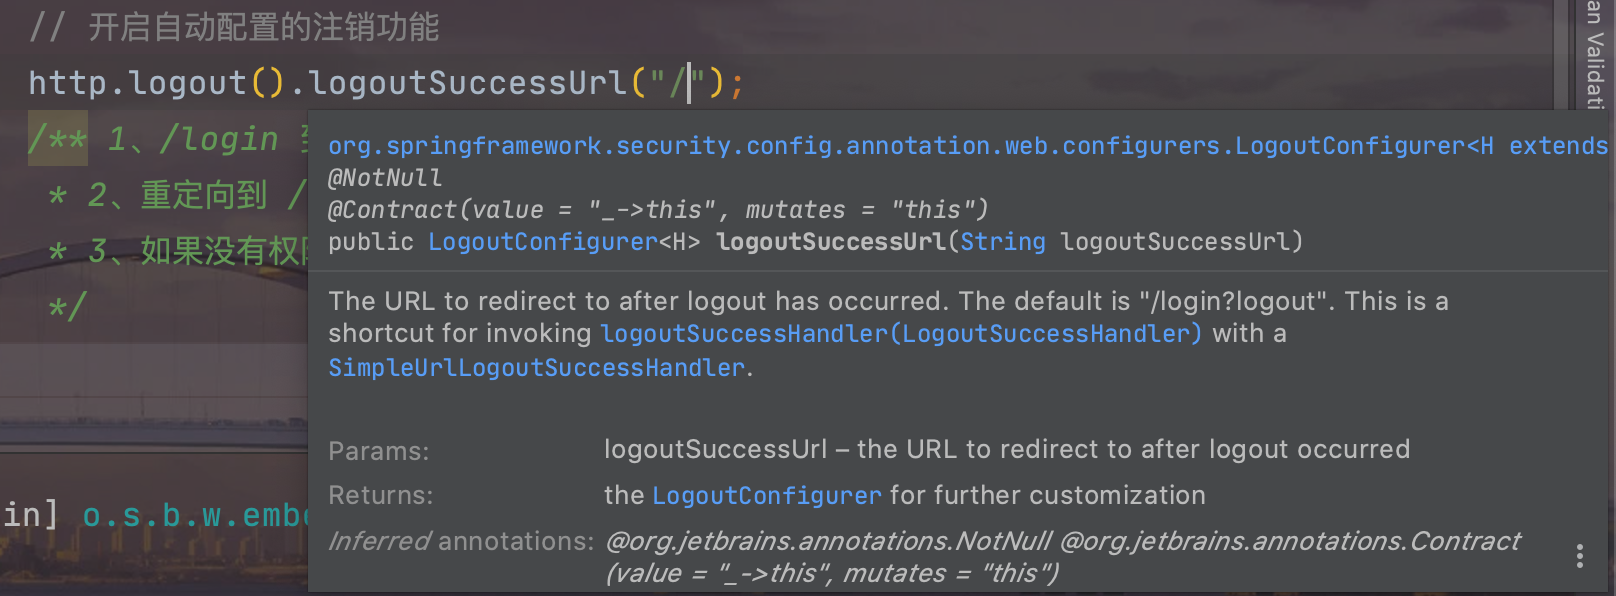 // 开启自动配置的注销功能
http.logout().logoutSuccessUrl("/");
/** 1、/login
* 2、重定向到 /
* 3、如果没有权
*/
in] o.s.b.w.emb
org.springframework.security.config.annotation.web.configurers.LogoutConfigurer<H extends
@NotNull
@Contract(value = "_->this", mutates = "this")
public LogoutConfigurer<H> logoutSuccessUrl(String logoutSuccessUrl)
The URL to redirect to after logout has occurred. The default is "/login?logout". This is a
shortcut for invoking logoutSuccessHandler(LogoutSuccessHandler) with a
SimpleUrlLogoutSuccessHandler.
Params: logoutSuccessUrl – the URL to redirect to after logout occurred
Returns: the LogoutConfigurer for further customization
Inferred annotations: @org.jetbrains.annotations.NotNull @org.jetbrains.annotations.Contract
(value = "_->this", mutates = "this")
an Validati